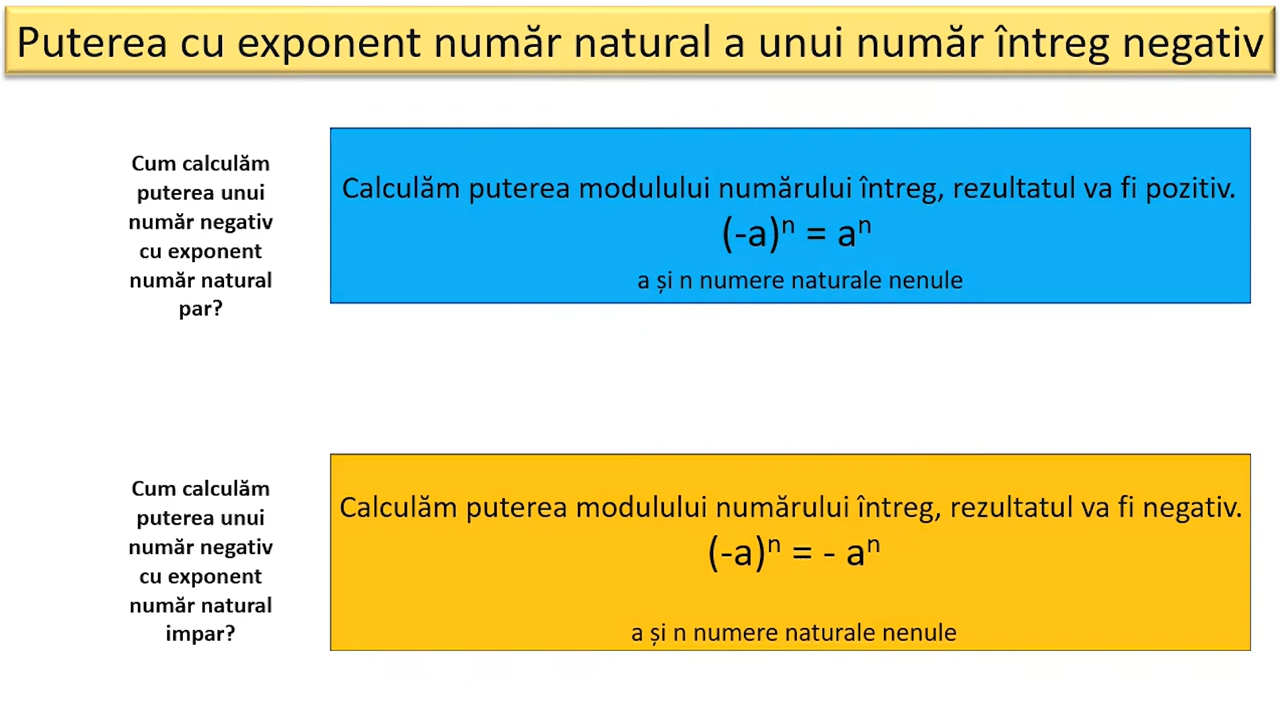 Puterea cu exponent număr natural a unui număr întreg negativ
Cum calculăm
puterea unui
număr negativ
cu exponent
număr natural
par?
Calculăm puterea modulului numărului întreg, rezultatul va fi pozitiv.
(-a)ⁿ = aⁿ
a și n numere naturale nenule
Cum calculăm
puterea unui
număr negativ
cu exponent
număr natural
impar?
Calculăm puterea modulului numărului întreg, rezultatul va fi negativ.
(-a)ⁿ = - aⁿ
a și n numere naturale nenule